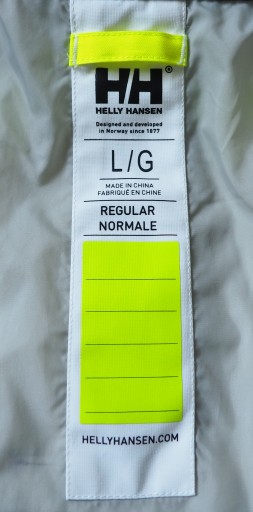 HH®
HELLY HANSEN
Designed and developed
in Norway since 1877
L/G
MADE IN CHINA
FABRIQUÉ EN CHINE
REGULAR
NORMALE
HELLYHANSEN.COM